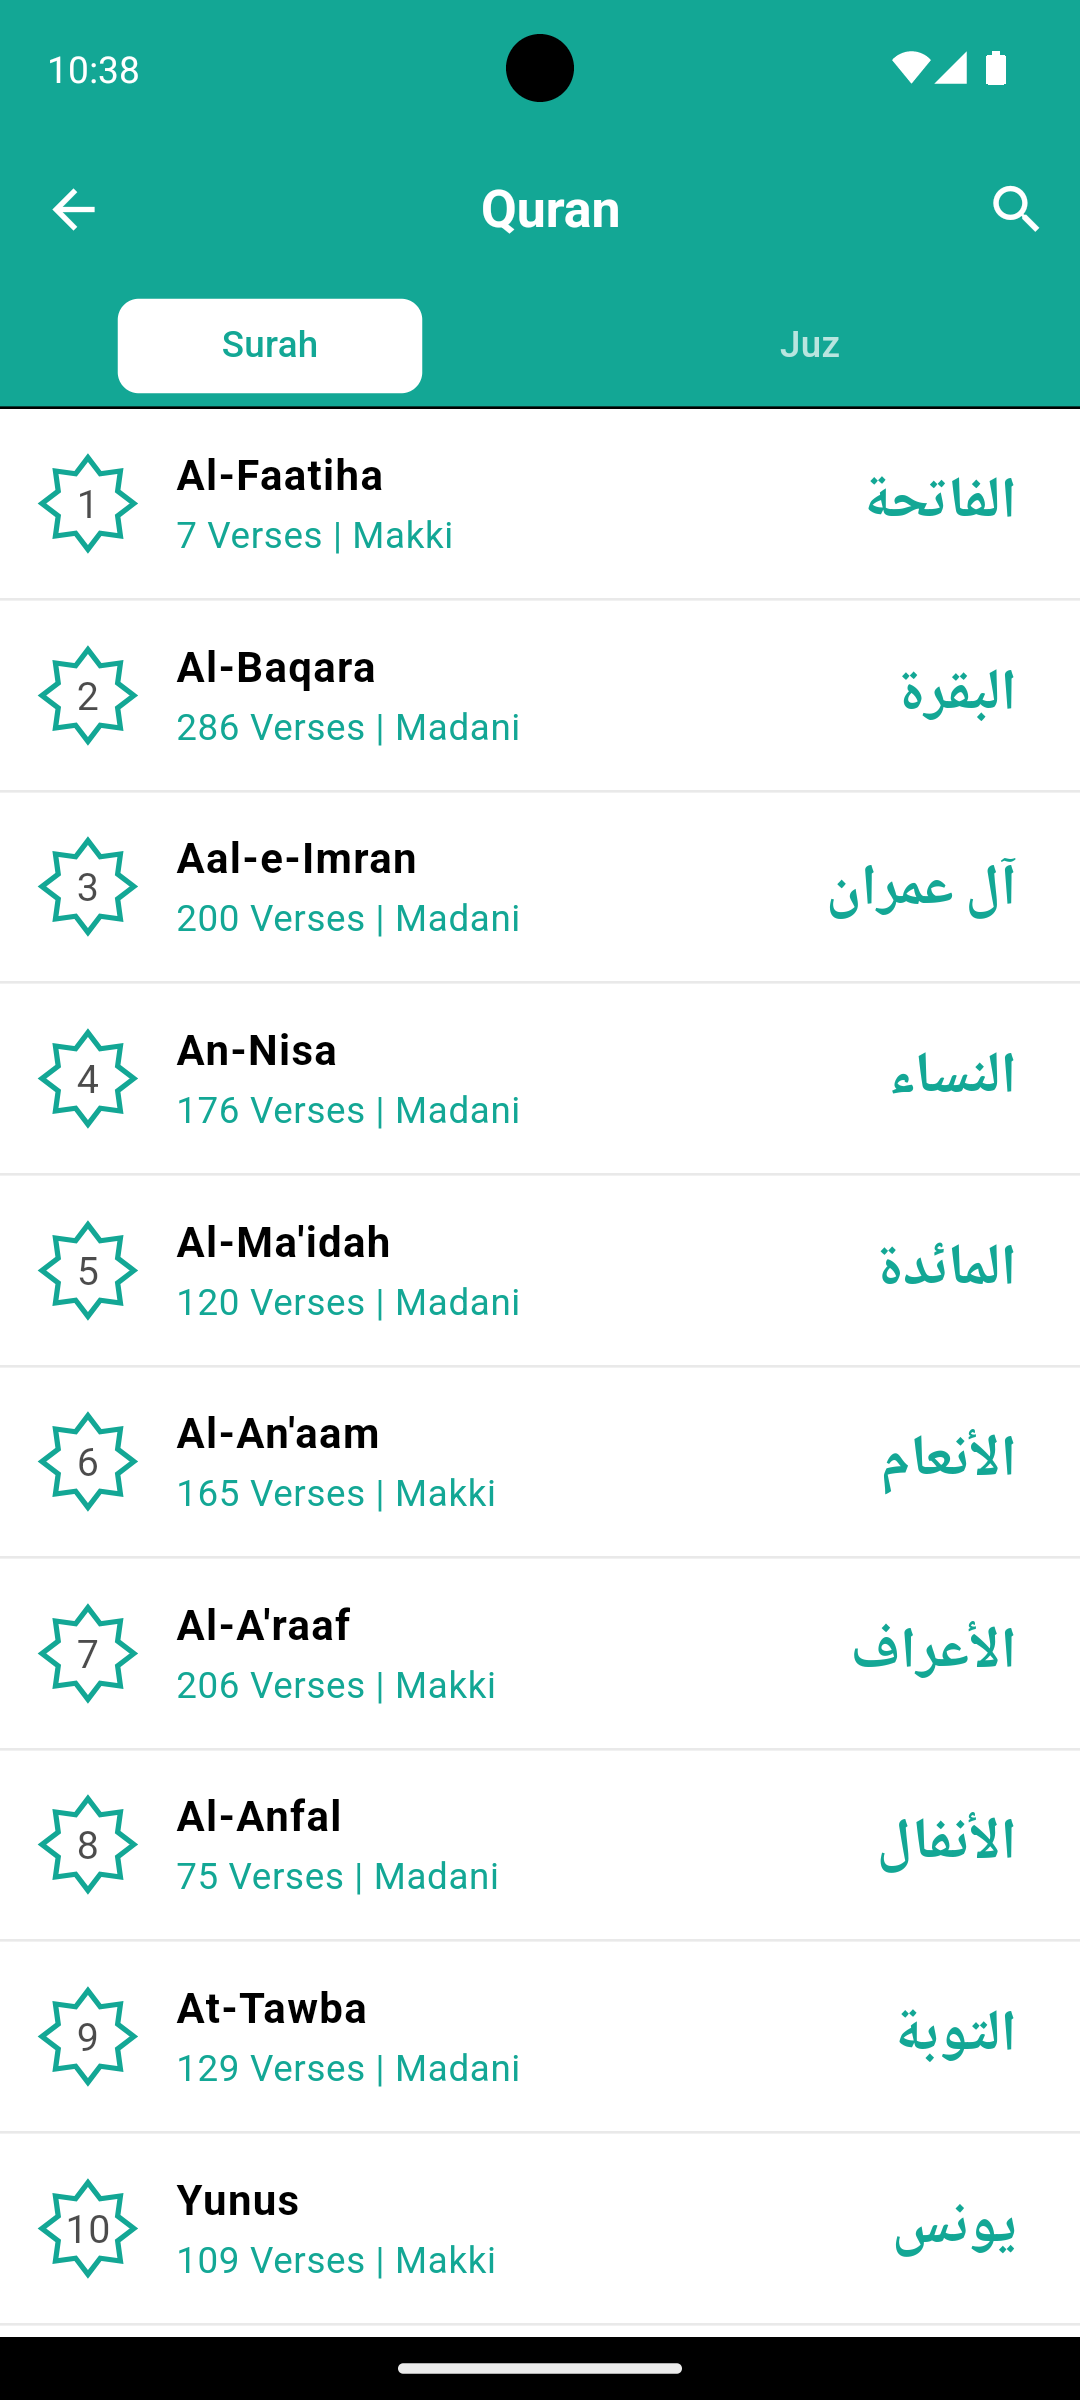 10:38
Quran
Surah
Juz
1
Al-Faatiha
الفاتحة
7 Verses | Makki
2
Al-Baqara
البقرة
286 Verses | Madani
3
Aal-e-Imran
آل عمران
200 Verses | Madani
4
An-Nisa
النساء
176 Verses | Madani
5
Al-Ma'idah
المائدة
120 Verses | Madani
6
Al-An'aam
الأنعام
165 Verses | Makki
7
Al-A'raaf
الأعراف
206 Verses | Makki
8
Al-Anfal
الأنفال
75 Verses | Madani
9
At-Tawba
التوبة
129 Verses | Madani
10
Yunus
يونس
109 Verses | Makki